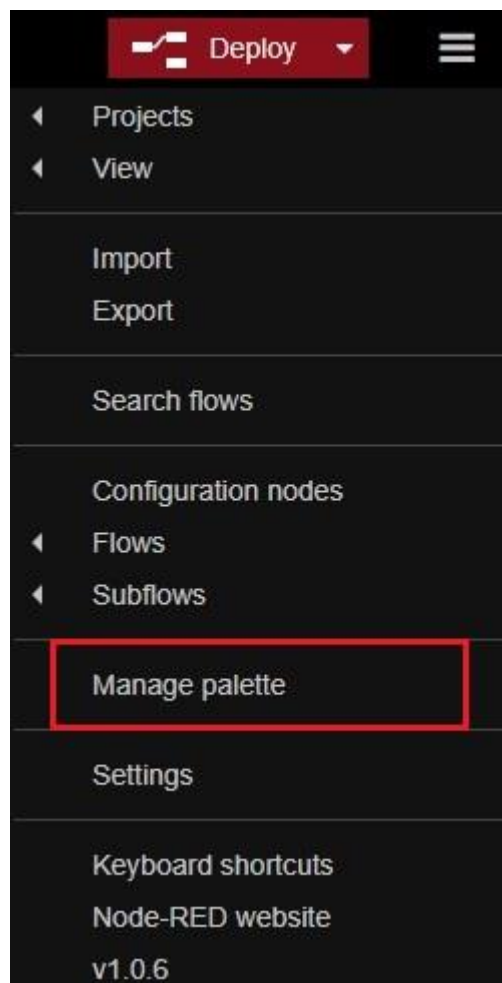 Deploy
Projects
View
Import
Export
Search flows
Configuration nodes
Flows
Subflows
Manage palette
Settings
Keyboard shortcuts
Node-RED website
v1.0.6